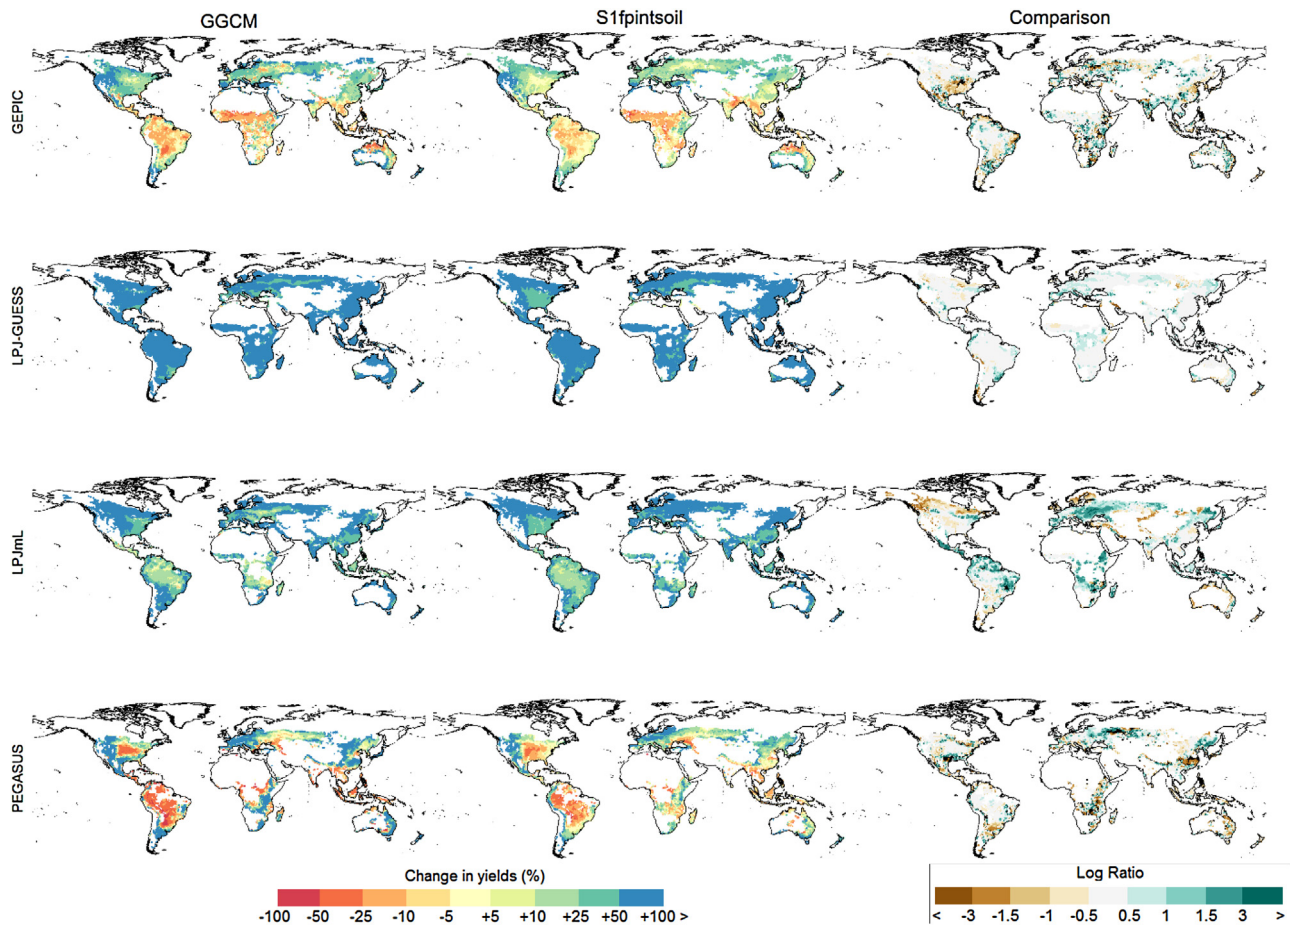 GGCM S1fpintsoil Comparison
GEPIC
LPJ-GUESS
LPJmL
PEGASUS
Change in yields (%)
-100 -50 -25 -10 -5 +5 +10 +25 +50 +100 >
Log Ratio
< -3 -1.5 -1 -0.5 0.5 1 1.5 3 >